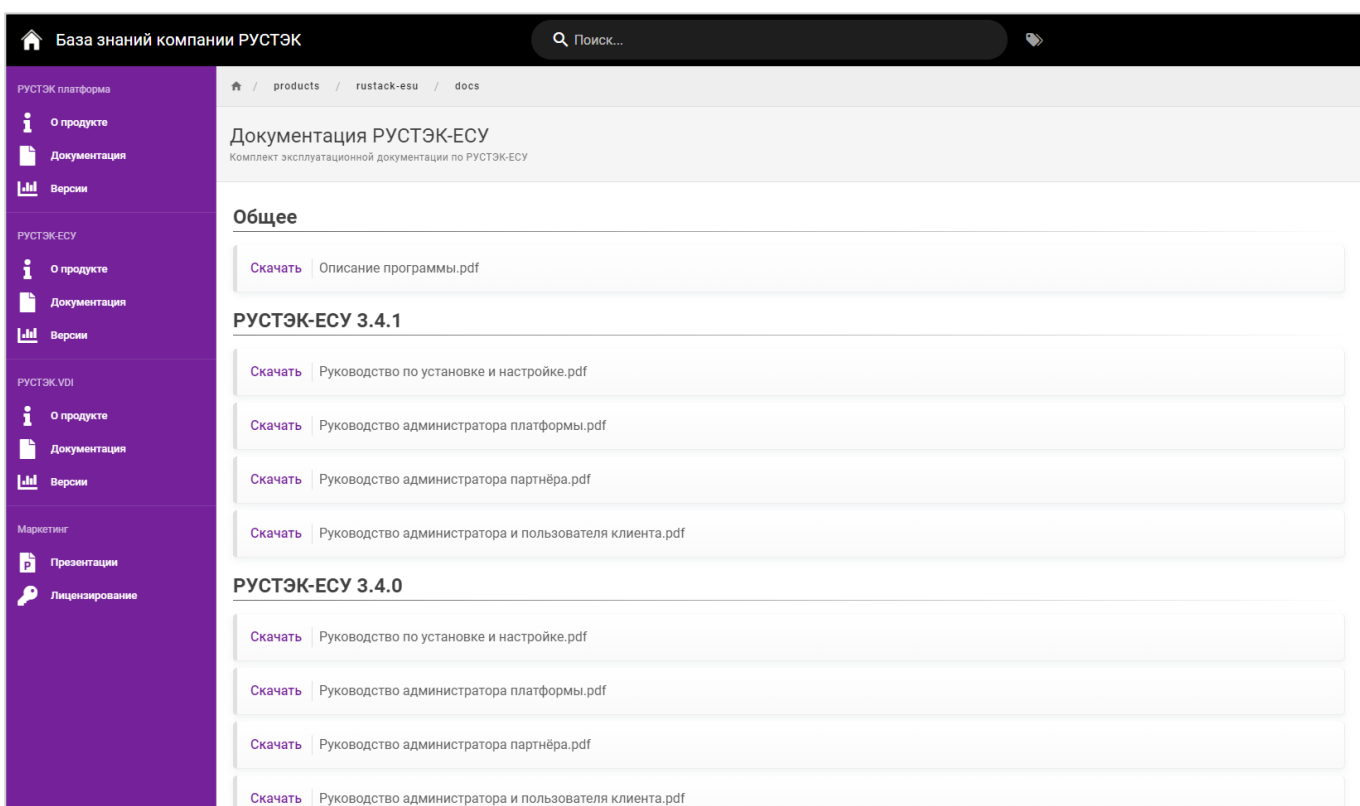 База знаний компании РУСТЭК
Поиск...
РУСТЭК платформа
О продукте
Документация
Версии
РУСТЭК-ЕСУ
О продукте
Документация
Версии
РУСТЭК.VDI
О продукте
Документация
Версии
Маркетинг
Презентации
Лицензирование
/ products / rustack-esu / docs
Документация РУСТЭК-ЕСУ
Комплект эксплуатационной документации по РУСТЭК-ЕСУ
Общее
Скачать Описание программы.pdf
РУСТЭК-ЕСУ 3.4.1
Скачать Руководство по установке и настройке.pdf
Скачать Руководство администратора платформы.pdf
Скачать Руководство администратора партнёра.pdf
Скачать Руководство администратора и пользователя клиента.pdf
РУСТЭК-ЕСУ 3.4.0
Скачать Руководство по установке и настройке.pdf
Скачать Руководство администратора платформы.pdf
Скачать Руководство администратора партнёра.pdf
Скачать Руководство администратора и пользователя клиента.pdf